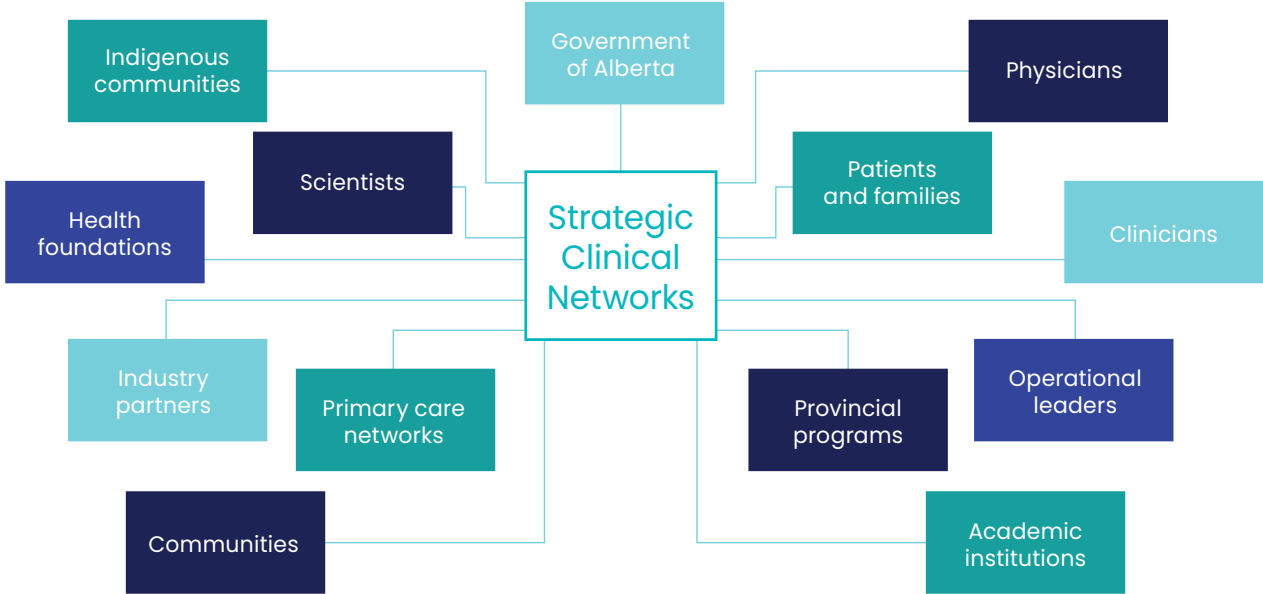 Government
of Alberta
Indigenous
communities
Physicians
Scientists
Patients
and families
Health
foundations
Strategic
Clinical
Networks
Clinicians
Industry
partners
Primary care
networks
Provincial
programs
Operational
leaders
Communities
Academic
institutions